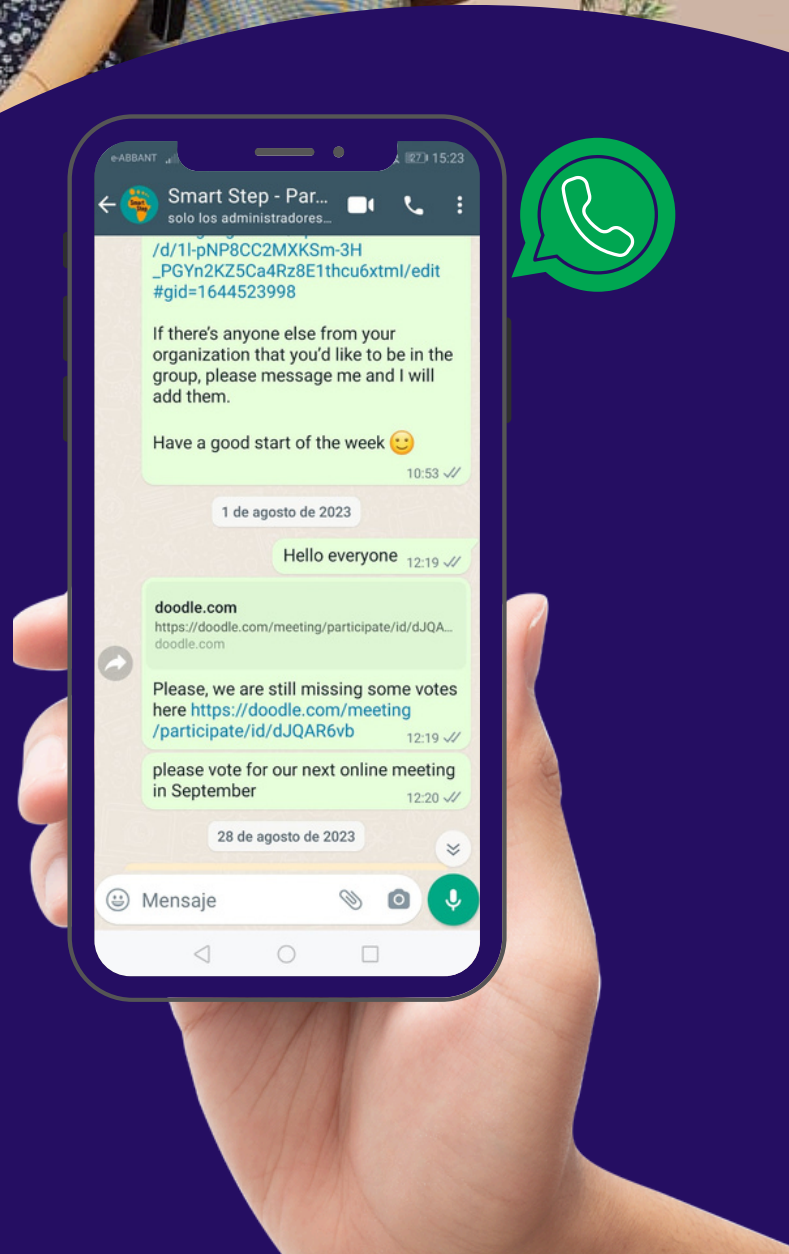 e-ABBANT
27
15:23
Smart Step - Par...
solo los administradores...
/d/1l-pNP8CC2MXKSm-3H
_PGYn2KZ5Ca4Rz8E1thcu6xtml/edit
#gid=1644523998
If there’s anyone else from your
organization that you’d like to be in the
group, please message me and I will
add them.
Have a good start of the week 🙂
10:53
1 de agosto de 2023
Hello everyone 12:19
doodle.com
https://doodle.com/meeting/participate/id/dJQA...
doodle.com
Please, we are still missing some votes
here https://doodle.com/meeting
/participate/id/dJQAR6vb 12:19
please vote for our next online meeting
in September 12:20
28 de agosto de 2023
Mensaje